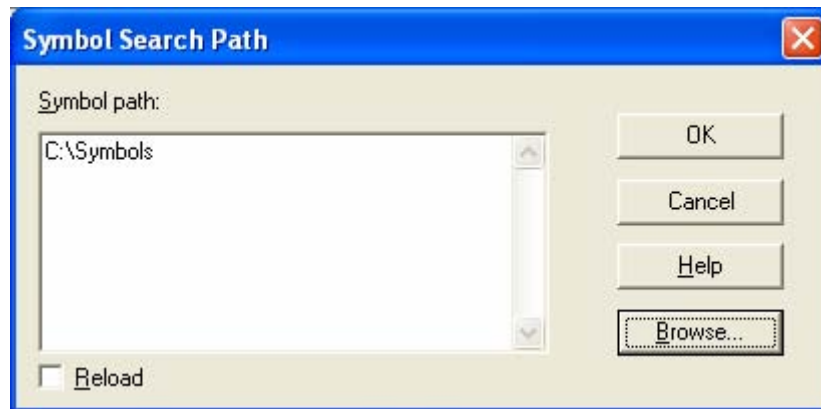 Symbol Search Path
Symbol path:
C:\Symbols
OK
Cancel
Help
Browse...
Reload